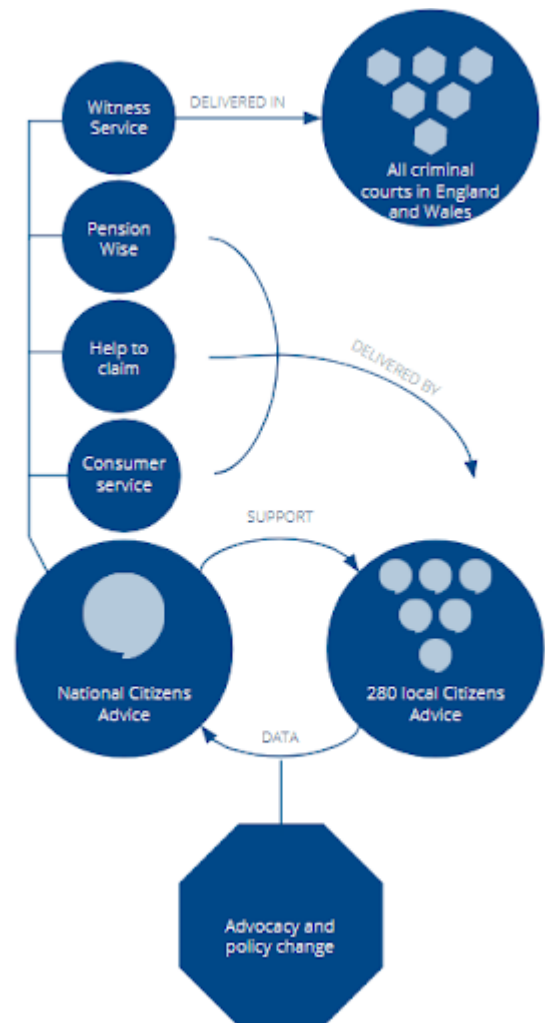 Witness
Service
DELIVERED IN
All criminal
courts in England
and Wales
Pension
Wise
Help to
claim
DELIVERED BY
Consumer
service
SUPPORT
National Citizens
Advice
280 local Citizens
Advice
DATA
Advocacy and
policy change